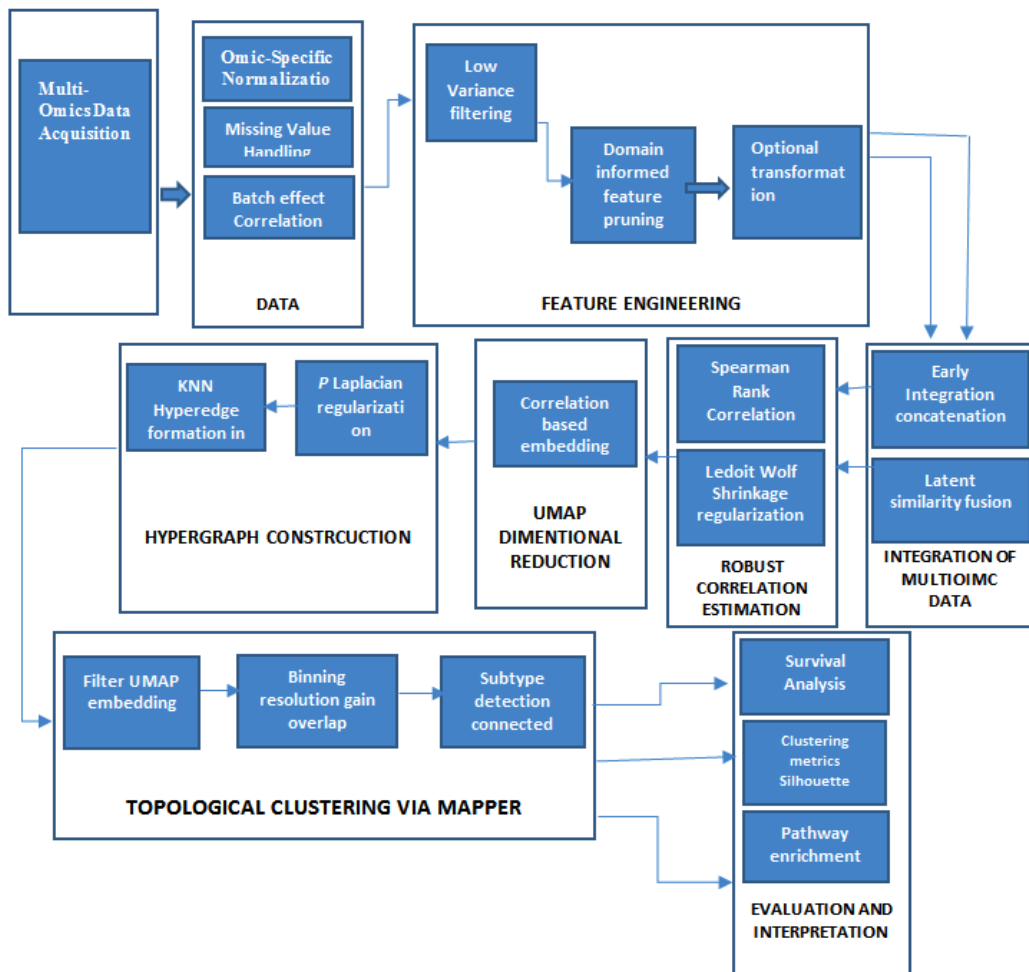 Multi-
Omics Data
Acquisition
Omic-Specific
Normalizatio
Missing Value
Handling
Batch effect
Correlation
DATA
Low
Variance
filtering
Domain
informed
feature
pruning
Optional
transformat
ion
FEATURE ENGINEERING
Early
Integration
concatenation
Latent
similarity fusion
INTEGRATION OF
MULTIOIMC
DATA
Spearman
Rank
Correlation
Ledoit Wolf
Shrinkage
regularization
ROBUST
CORRELATION
ESTIMATION
Correlation
based
embedding
UMAP
DIMENTIONAL
REDUCTION
P Laplacian
regularizati
on
KNN
Hyperedge
formation in
HYPERGRAPH CONSTRCUCTION
Filter UMAP
embedding
Binning
resolution gain
overlap
Subtype
detection
connected
TOPOLOGICAL CLUSTERING VIA MAPPER
Survival
Analysis
Clustering
metrics
Silhouette
Pathway
enrichment
EVALUATION AND
INTERPRETATION